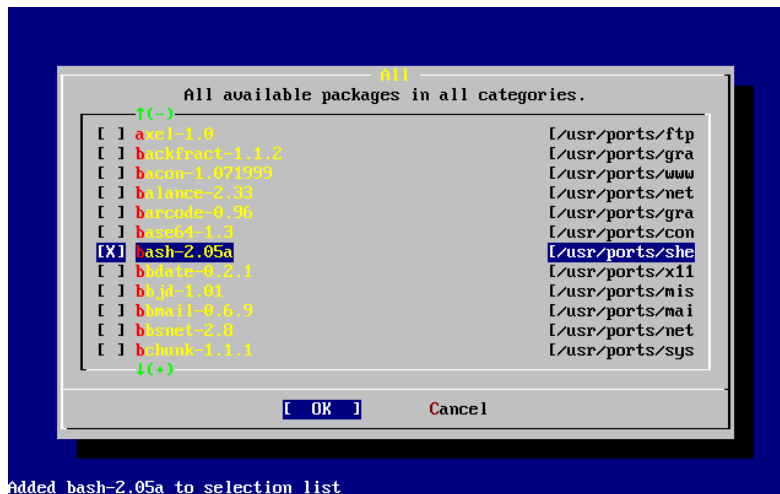 All
All available packages in all categories.
↑(-)
[ ] axel-1.0 [/usr/ports/ftp
[ ] backfract-1.1.2 [/usr/ports/gra
[ ] bacon-1.071999 [/usr/ports/www
[ ] balance-2.33 [/usr/ports/net
[ ] barcode-0.96 [/usr/ports/gra
[ ] base64-1.3 [/usr/ports/con
[X] bash-2.05a [/usr/ports/she
[ ] bbdate-0.2.1 [/usr/ports/x11
[ ] bbjd-1.01 [/usr/ports/mis
[ ] bbmail-0.6.9 [/usr/ports/mai
[ ] bbsnet-2.8 [/usr/ports/net
[ ] bchunk-1.1.1 [/usr/ports/sys
↓(+)
[ OK ] Cancel
Added bash-2.05a to selection list